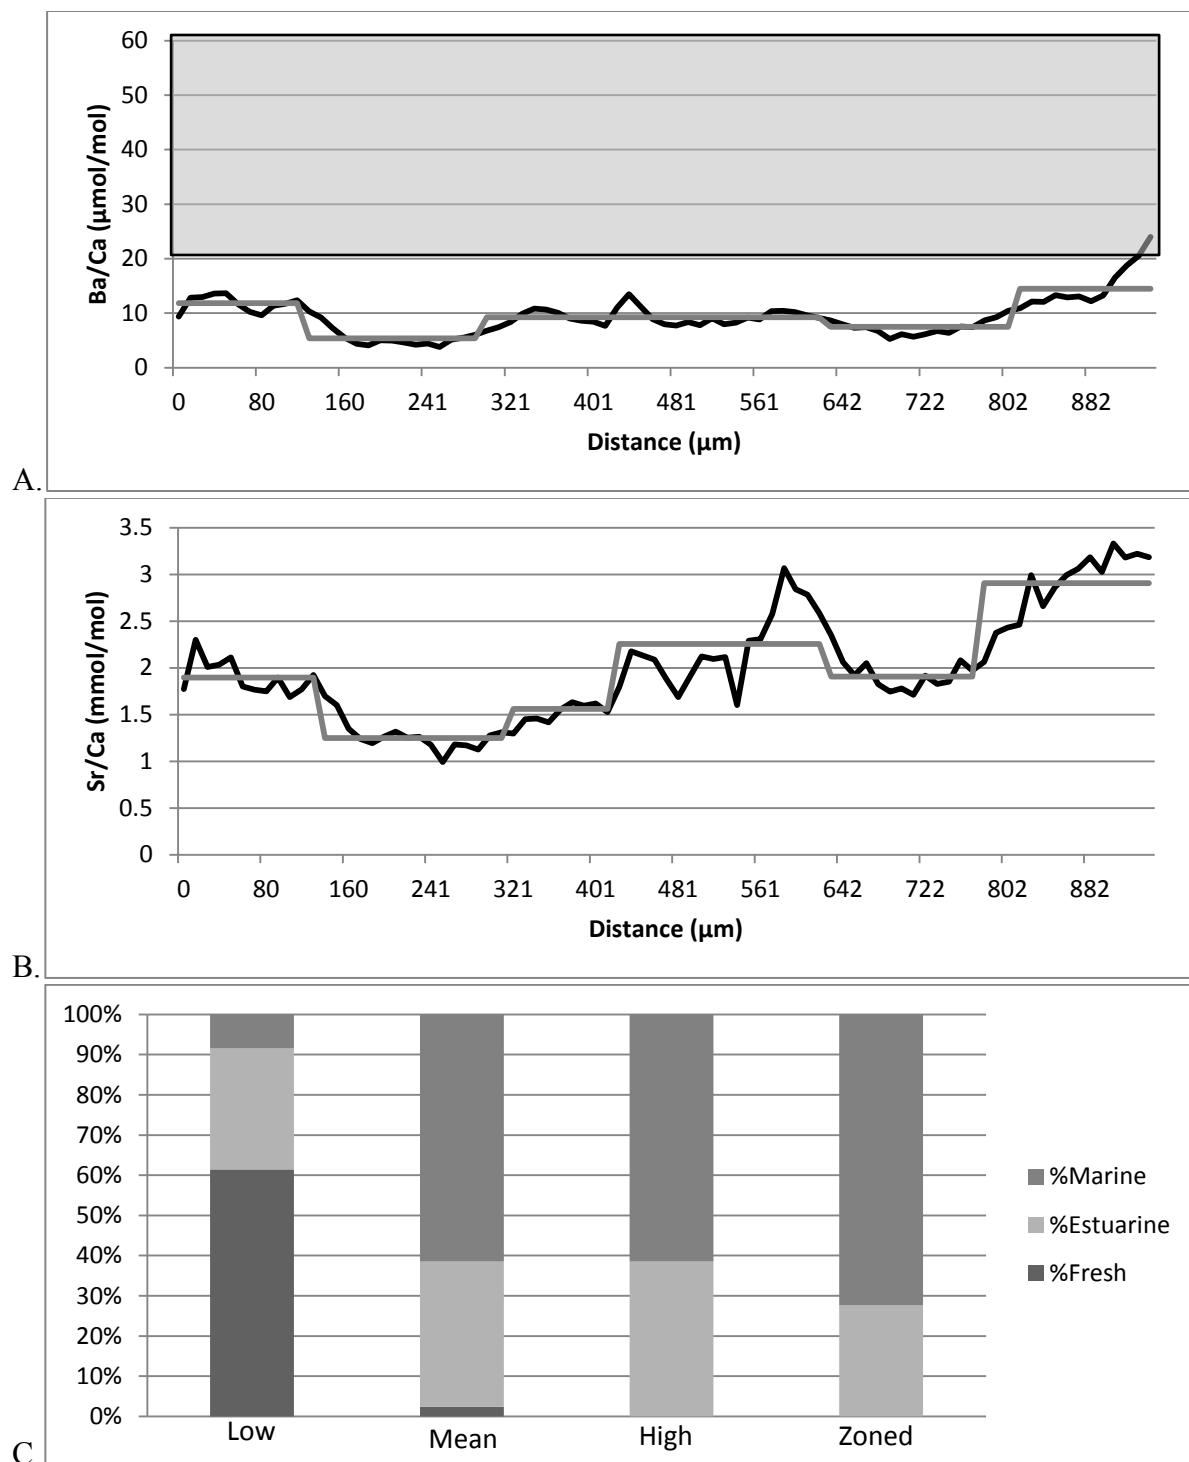 60
50
40
30
20
10
0
Ba/Ca (μmol/mol)
0 80 160 241 321 401 481 561 642 722 802 882
Distance (μm)
A.
3.5
3
2.5
2
1.5
1
0.5
0
Sr/Ca (mmol/mol)
0 80 160 241 321 401 481 561 642 722 802 882
Distance (μm)
B.
100%
90%
80%
70%
60%
50%
40%
30%
20%
10%
0%
Low Mean High Zoned
%Marine
%Estuarine
%Fresh
C